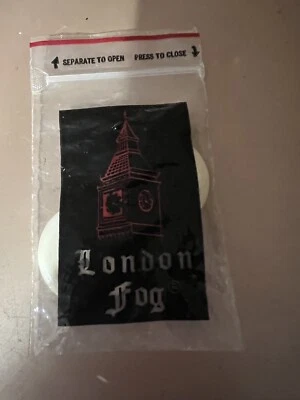 SEPARATE TO OPEN PRESS TO CLOSE
London
Fog